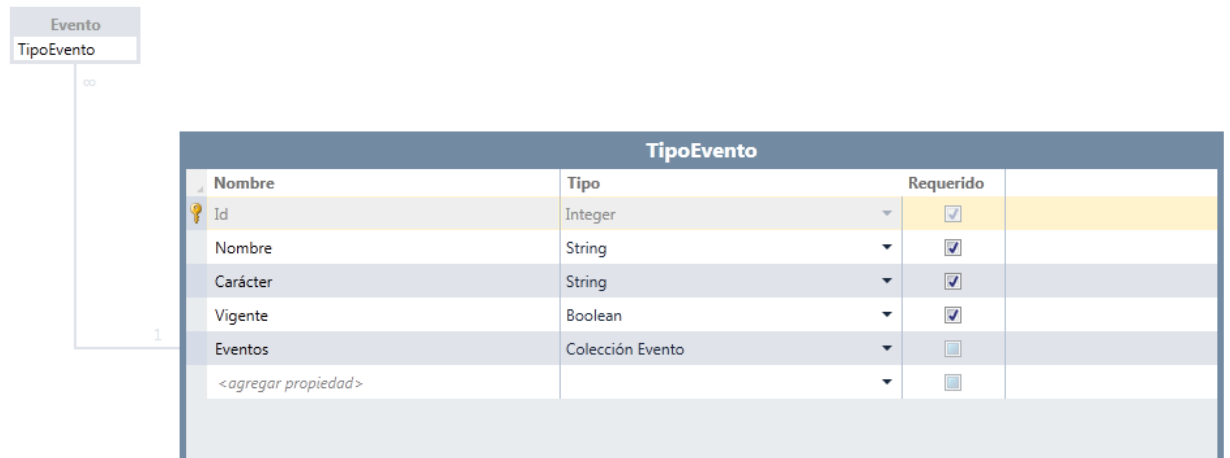 Evento
TipoEvento
∞
TipoEvento
Nombre Tipo Requerido
Id Integer
Nombre String
Carácter String
Vigente Boolean
1
Eventos Colección Evento
<agregar propiedad>